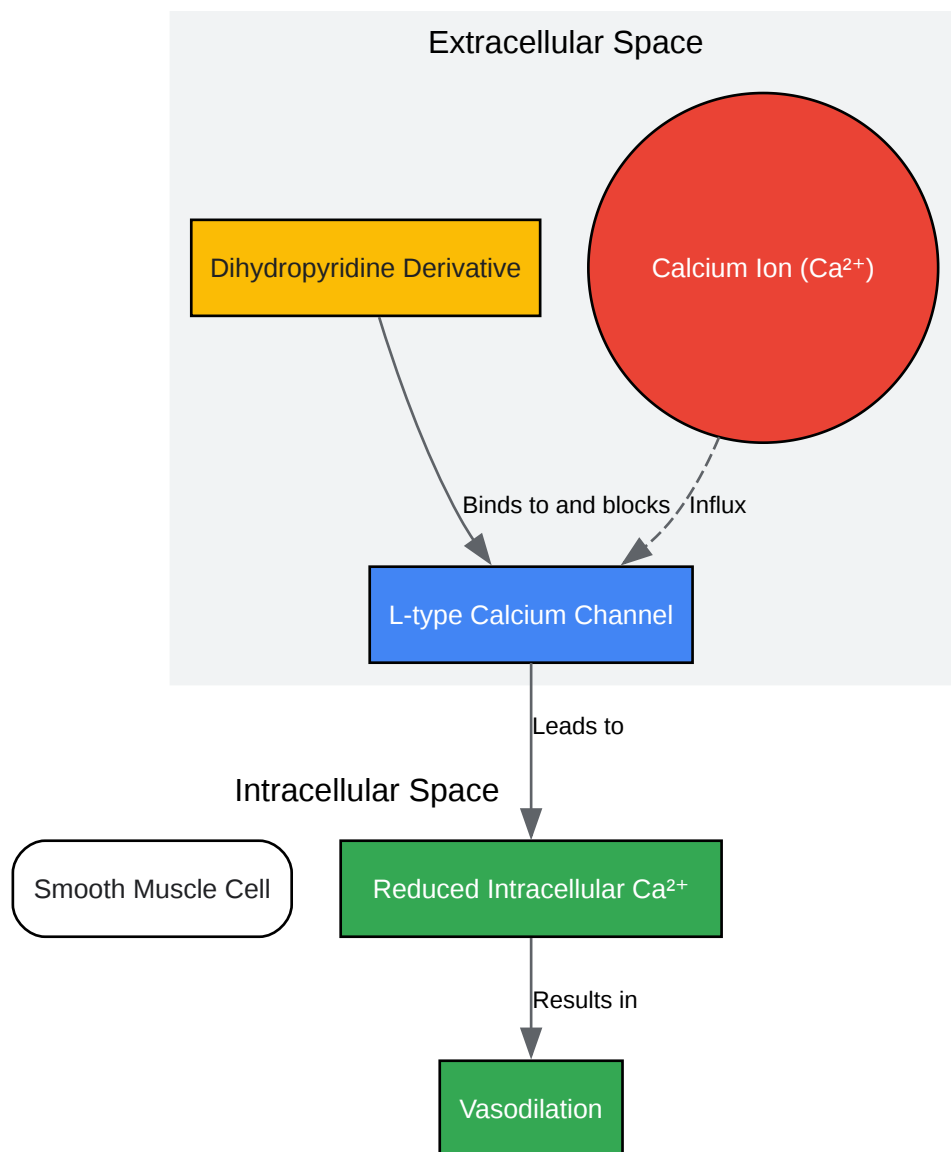 Extracellular Space
Dihydropyridine Derivative
Calcium Ion (Ca²⁺)
Binds to and blocks
Influx
L-type Calcium Channel
Leads to
Intracellular Space
Smooth Muscle Cell
Reduced Intracellular Ca²⁺
Results in
Vasodilation